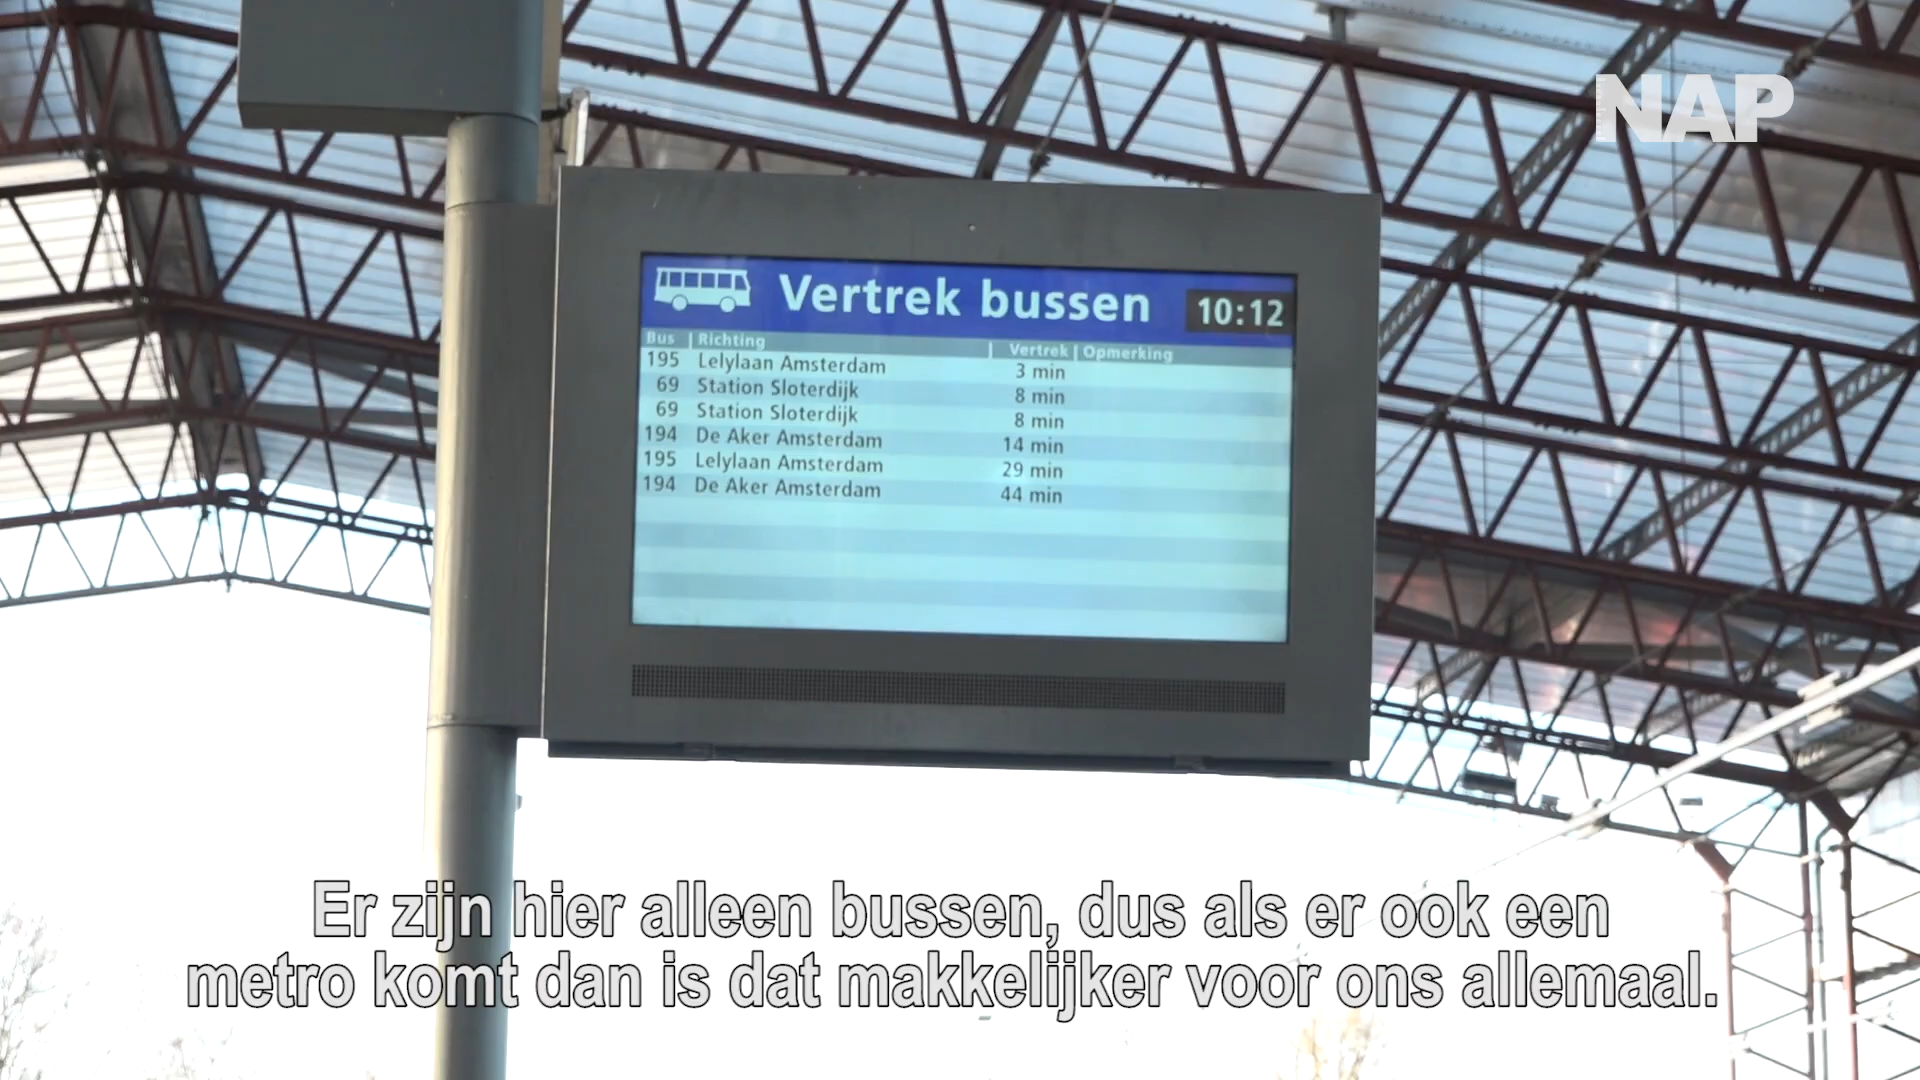 NAP
Vertrek bussen 10:12
Bus | Richting | Vertrek | Opmerking
195 Lelylaan Amsterdam 3 min
69 Station Sloterdijk 8 min
69 Station Sloterdijk 8 min
194 De Aker Amsterdam 14 min
195 Lelylaan Amsterdam 29 min
194 De Aker Amsterdam 44 min
Er zijn hier alleen bussen, dus als er ook een
metro komt dan is dat makkelijker voor ons allemaal.